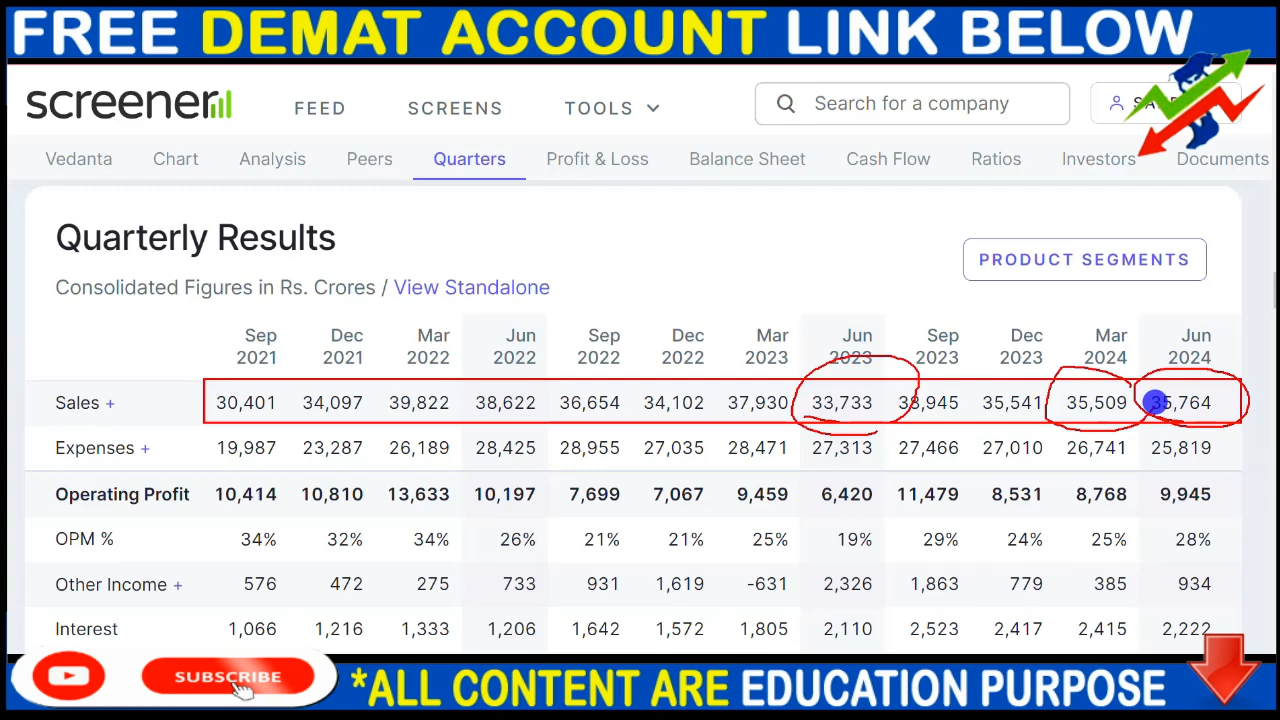 FREE DEMAT ACCOUNT LINK BELOW
screener FEED SCREENS TOOLS Search for a company
Vedanta Chart Analysis Peers Quarters Profit & Loss Balance Sheet Cash Flow Ratios Investors Documents
Quarterly Results
PRODUCT SEGMENTS
Consolidated Figures in Rs. Crores / View Standalone
Sep Dec Mar Jun Sep Dec Mar Jun Sep Dec Mar Jun
2021 2021 2022 2022 2022 2022 2023 2023 2023 2023 2024 2024
Sales + 30,401 34,097 39,822 38,622 36,654 34,102 37,930 33,733 38,945 35,541 35,509 35,764
Expenses + 19,987 23,287 26,189 28,425 28,955 27,035 28,471 27,313 27,466 27,010 26,741 25,819
Operating Profit 10,414 10,810 13,633 10,197 7,699 7,067 9,459 6,420 11,479 8,531 8,768 9,945
OPM % 34% 32% 34% 26% 21% 21% 25% 19% 29% 24% 25% 28%
Other Income + 576 472 275 733 931 1,619 -631 2,326 1,863 779 385 934
Interest 1,066 1,216 1,333 1,206 1,642 1,572 1,805 2,110 2,523 2,417 2,415 2,222
SUBSCRIBE
*ALL CONTENT ARE EDUCATION PURPOSE